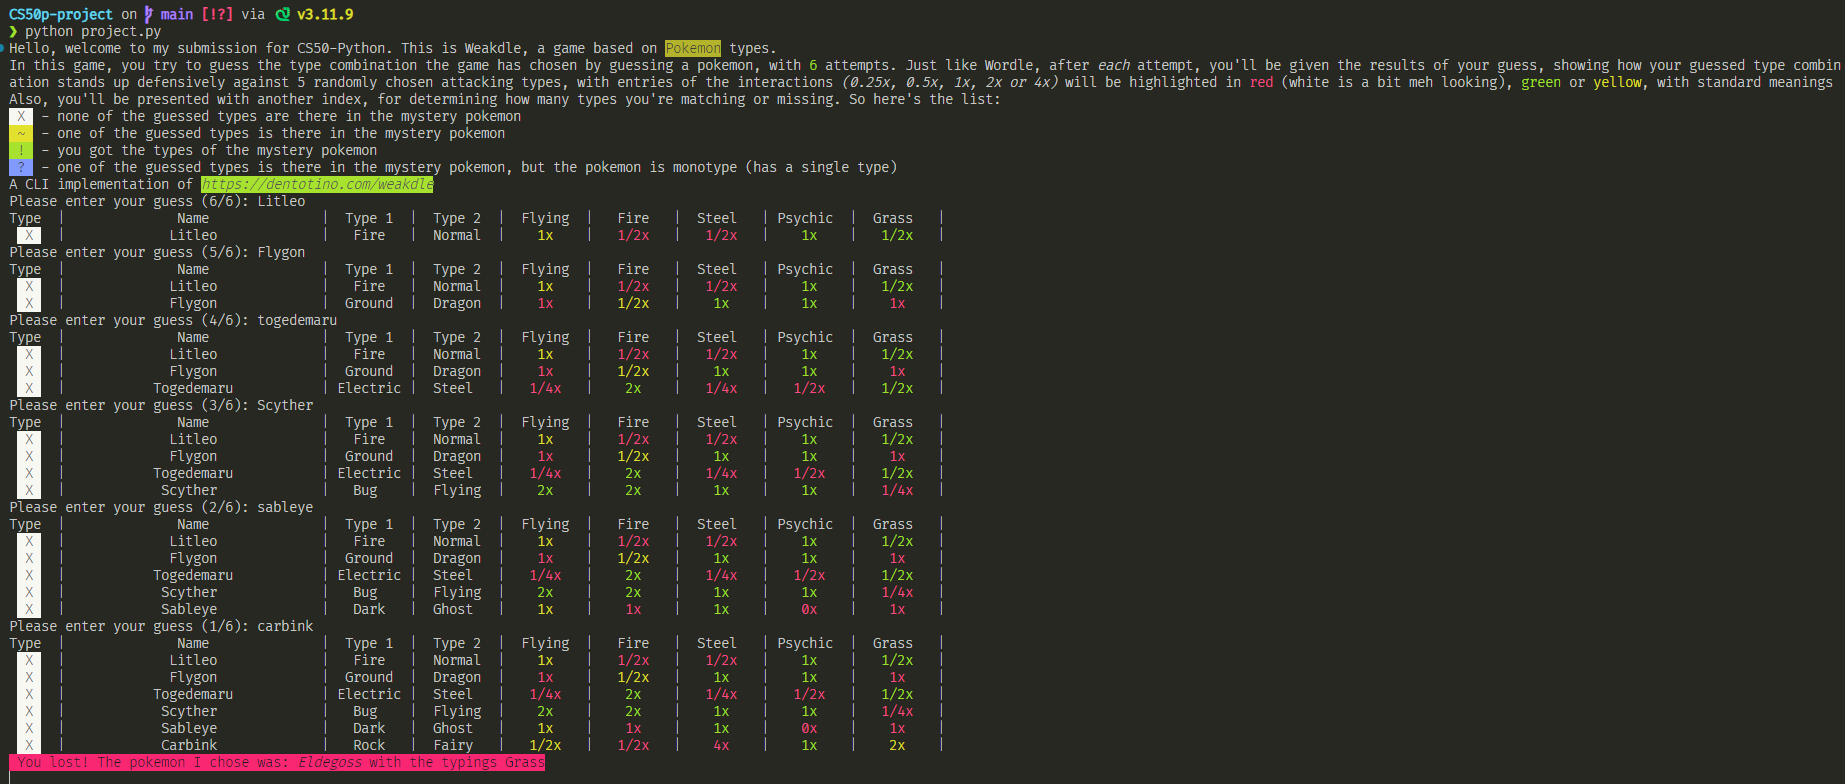 CS50p-project on main [!?] via v3.11.9
❯ python project.py
Hello, welcome to my submission for CS50-Python. This is Weakdle, a game based on Pokemon types.
In this game, you try to guess the type combination the game has chosen by guessing a pokemon, with 6 attempts. Just like Wordle, after each attempt, you'll be given the results of your guess, showing how your guessed type combin
ation stands up defensively against 5 randomly chosen attacking types, with entries of the interactions (0.25x, 0.5x, 1x, 2x or 4x) will be highlighted in red (white is a bit meh looking), green or yellow, with standard meanings
Also, you'll be presented with another index, for determining how many types you're matching or missing. So here's the list:
X - none of the guessed types are there in the mystery pokemon
~ - one of the guessed types is there in the mystery pokemon
! - you got the types of the mystery pokemon
? - one of the guessed types is there in the mystery pokemon, but the pokemon is monotype (has a single type)
A CLI implementation of https://dentotino.com/weakdle
Please enter your guess (6/6): Litleo
Type | Name | Type 1 | Type 2 | Flying | Fire | Steel | Psychic | Grass |
X | Litleo | Fire | Normal | 1x | 1/2x | 1/2x | 1x | 1/2x |
Please enter your guess (5/6): Flygon
Type | Name | Type 1 | Type 2 | Flying | Fire | Steel | Psychic | Grass |
X | Litleo | Fire | Normal | 1x | 1/2x | 1/2x | 1x | 1/2x |
X | Flygon | Ground | Dragon | 1x | 1/2x | 1x | 1x | 1x |
Please enter your guess (4/6): togedemaru
Type | Name | Type 1 | Type 2 | Flying | Fire | Steel | Psychic | Grass |
X | Litleo | Fire | Normal | 1x | 1/2x | 1/2x | 1x | 1/2x |
X | Flygon | Ground | Dragon | 1x | 1/2x | 1x | 1x | 1x |
X | Togedemaru | Electric | Steel | 1/4x | 2x | 1/4x | 1/2x | 1/2x |
Please enter your guess (3/6): Scyther
Type | Name | Type 1 | Type 2 | Flying | Fire | Steel | Psychic | Grass |
X | Litleo | Fire | Normal | 1x | 1/2x | 1/2x | 1x | 1/2x |
X | Flygon | Ground | Dragon | 1x | 1/2x | 1x | 1x | 1x |
X | Togedemaru | Electric | Steel | 1/4x | 2x | 1/4x | 1/2x | 1/2x |
X | Scyther | Bug | Flying | 2x | 2x | 1x | 1x | 1/4x |
Please enter your guess (2/6): sableye
Type | Name | Type 1 | Type 2 | Flying | Fire | Steel | Psychic | Grass |
X | Litleo | Fire | Normal | 1x | 1/2x | 1/2x | 1x | 1/2x |
X | Flygon | Ground | Dragon | 1x | 1/2x | 1x | 1x | 1x |
X | Togedemaru | Electric | Steel | 1/4x | 2x | 1/4x | 1/2x | 1/2x |
X | Scyther | Bug | Flying | 2x | 2x | 1x | 1x | 1/4x |
X | Sableye | Dark | Ghost | 1x | 1x | 1x | 0x | 1x |
Please enter your guess (1/6): carbink
Type | Name | Type 1 | Type 2 | Flying | Fire | Steel | Psychic | Grass |
X | Litleo | Fire | Normal | 1x | 1/2x | 1/2x | 1x | 1/2x |
X | Flygon | Ground | Dragon | 1x | 1/2x | 1x | 1x | 1x |
X | Togedemaru | Electric | Steel | 1/4x | 2x | 1/4x | 1/2x | 1/2x |
X | Scyther | Bug | Flying | 2x | 2x | 1x | 1x | 1/4x |
X | Sableye | Dark | Ghost | 1x | 1x | 1x | 0x | 1x |
X | Carbink | Rock | Fairy | 1/2x | 1/2x | 4x | 1x | 2x |
You lost! The pokemon I chose was: Eldegoss with the typings Grass